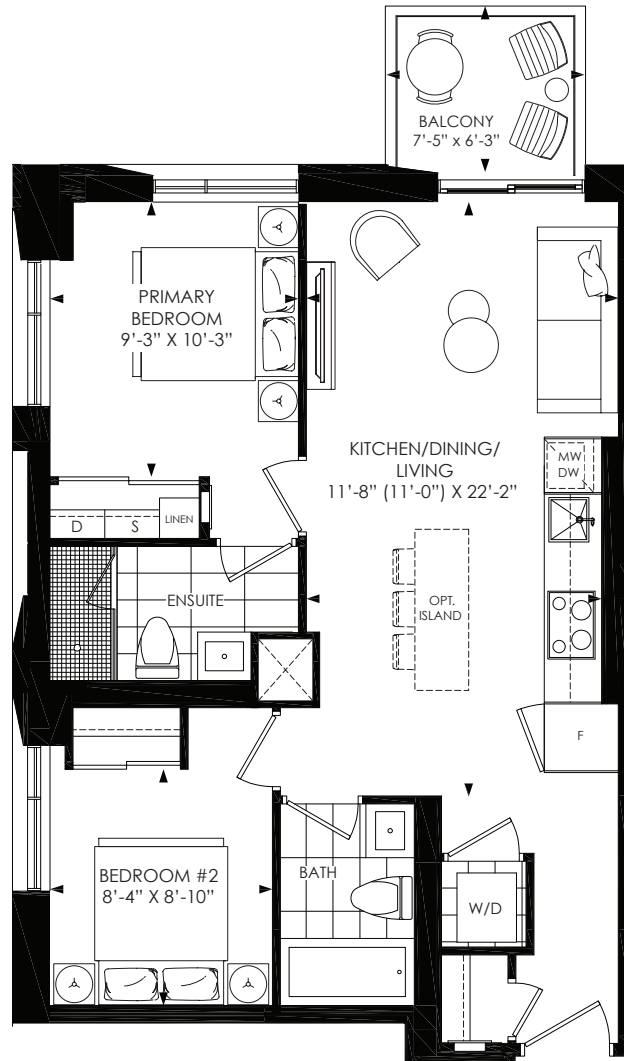 BALCONY
7’-5” x 6’-3”
PRIMARY
BEDROOM
9’-3” X 10’-3”
KITCHEN/DINING/
LIVING
11’-8” (11’-0”) X 22’-2”
MW
DW
D
S
LINEN
ENSUITE
OPT.
ISLAND
F
BEDROOM #2
8’-4” X 8’-10”
BATH
W/D